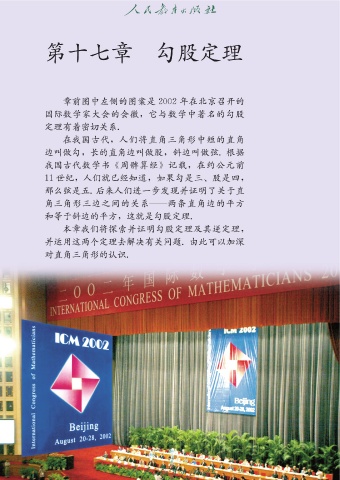 人民教育出版社
第十七章 勾股定理
章前图中左侧的图案是 2002 年在北京召开的
国际数学家大会的会徽，它与数学中著名的勾股
定理有着密切关系．
在我国古代，人们将直角三角形中短的直角
边叫做勾，长的直角边叫做股，斜边叫做弦．根据
我国古代数学书《周髀算经》记载，在约公元前
11 世纪，人们就已经知道，如果勾是三、股是四，
那么弦是五．后来人们进一步发现并证明了关于直
角三角形三边之间的关系——两条直角边的平方
和等于斜边的平方，这就是勾股定理．
本章我们将探索并证明勾股定理及其逆定理，
并运用这两个定理去解决有关问题．由此可以加深
对直角三角形的认识．
二〇〇二年国际数
INTERNATIONAL CONGRESS OF MATHEMATICIANS 200
ICM 2002
International Congress of Mathematicians
Beijing
August 20-28, 2002
ICM 2002
Beijing
August 20-28, 2002